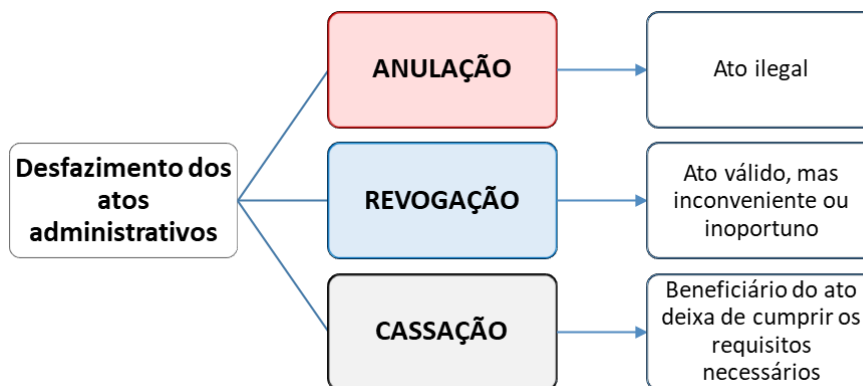 Desfazimento dos
atos
administrativos
ANULAÇÃO
Ato ilegal
REVOGAÇÃO
Ato válido, mas
inconveniente ou
inoportuno
CASSAÇÃO
Beneficiário do ato
deixa de cumprir os
requisitos
necessários